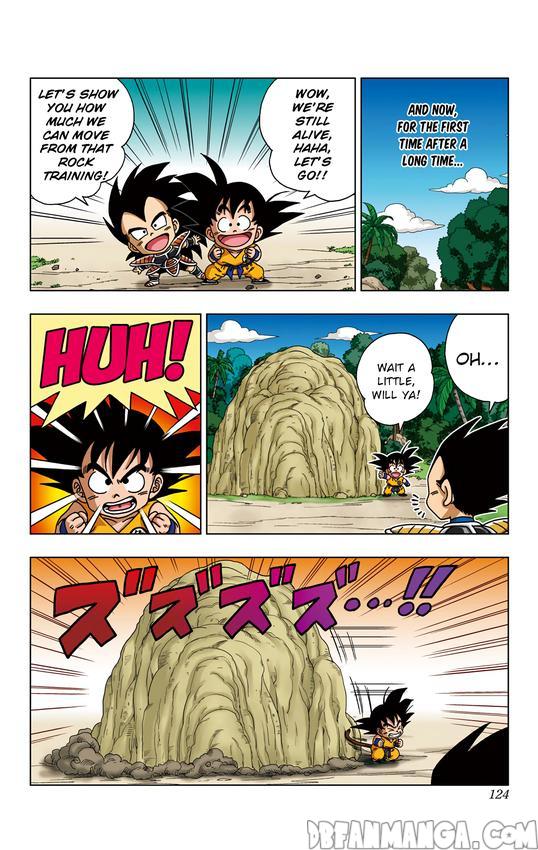 LET'S SHOW
YOU HOW
MUCH WE
CAN MOVE
FROM THAT
ROCK
TRAINING!
WOW,
WE'RE
STILL
ALIVE,
HAHA,
LET'S
GO!!
AND NOW,
FOR THE FIRST
TIME AFTER A
LONG TIME...
HUH!
WAIT A
LITTLE,
WILL YA!
OH...
ズズズズ...!!
124
DBFANMANGA.COM